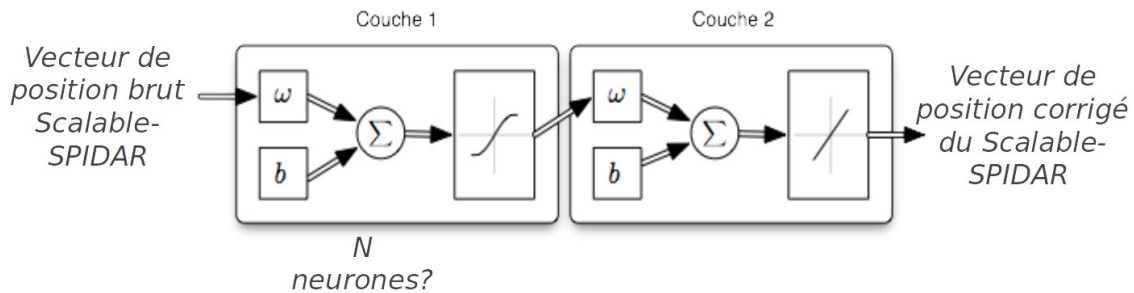 Couche 1
Couche 2
Vecteur de
position brut
Scalable-
SPIDAR
ω
b
Σ
ω
b
Σ
Vecteur de
position corrigé
du Scalable-
SPIDAR
N
neurones?